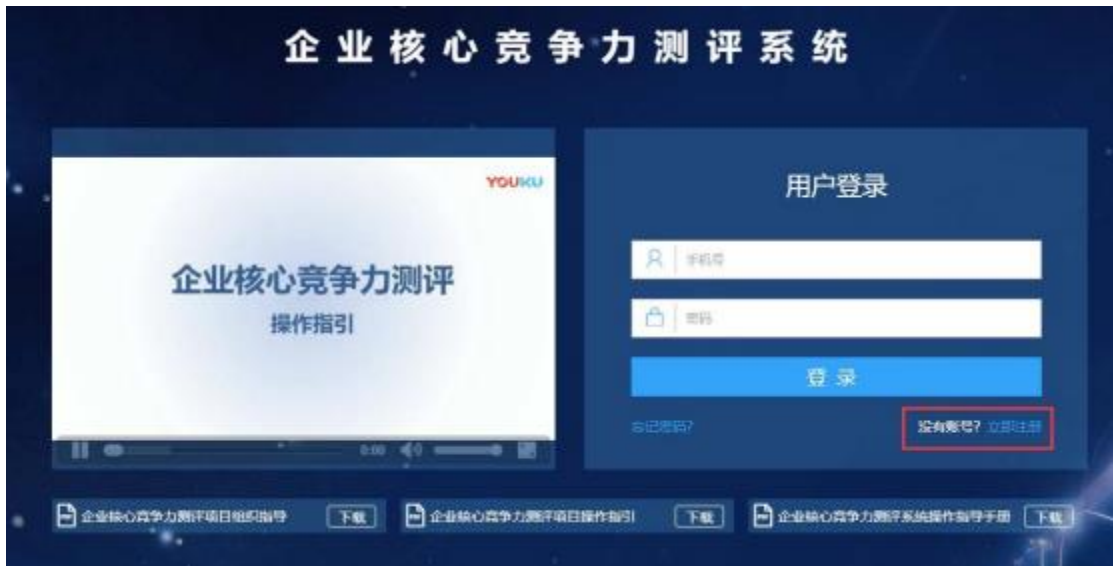 企业核心竞争力测评系统
YOUKU
企业核心竞争力测评
操作指引
0:00
用户登录
手机号
密码
登 录
忘记密码?
没有账号? 立即注册
企业核心竞争力测评项目组织指导 下载
企业核心竞争力测评项目操作指引 下载
企业核心竞争力测评系统操作指导手册 下载